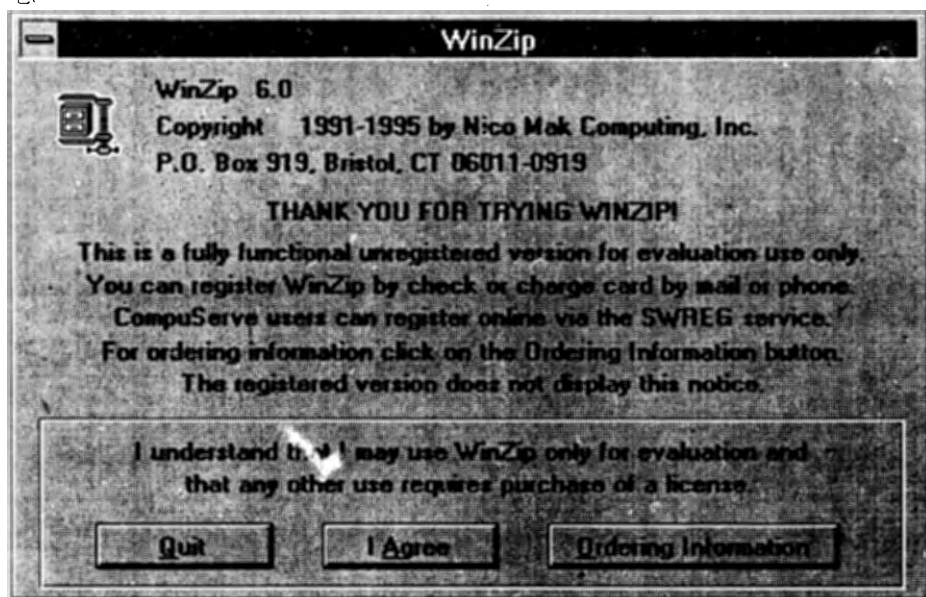 WinZip
WinZip 6.0
Copyright 1991-1995 by Nico Mak Computing, Inc.
P.O. Box 919, Bristol, CT 06011-0919
THANK YOU FOR TRYING WINZIP!
This is a fully functional unregistered version for evaluation use only.
You can register WinZip by check or charge card by mail or phone.
CompuServe users can register online via the SWREG service.
For ordering information click on the Ordering Information button.
The registered version does not display this notice.
I understand that I may use WinZip only for evaluation and
that any other use requires purchase of a license.
Quit
I Agree
Ordering Information